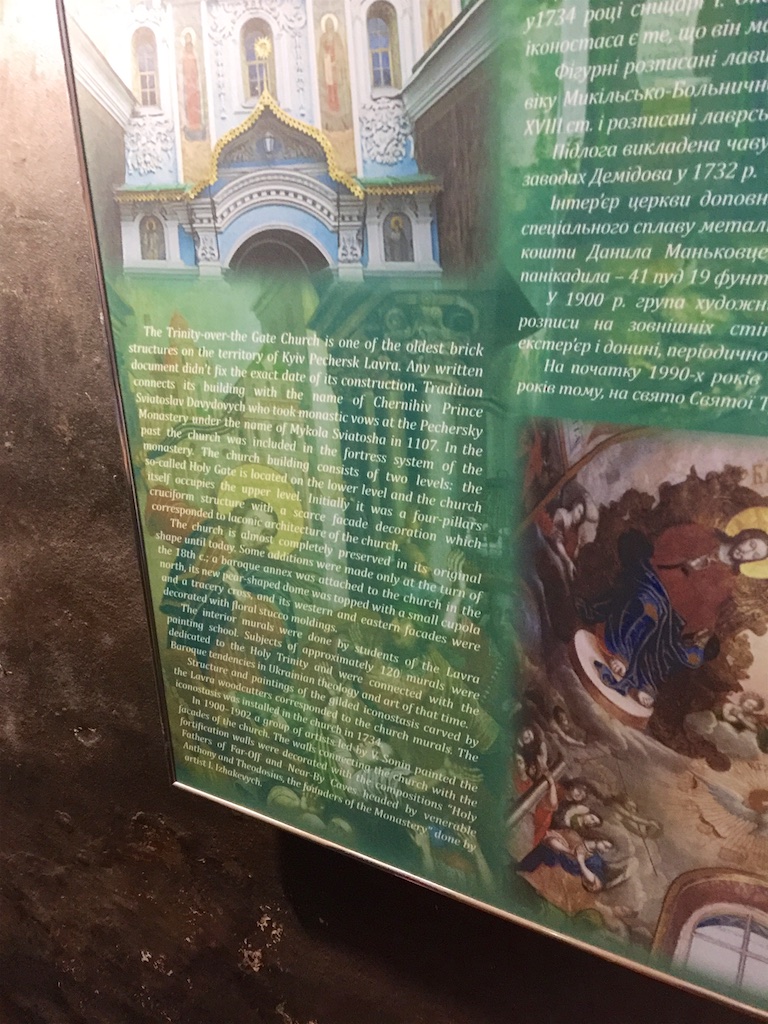 The Trinity-over-the Gate Church is one of the oldest brick
structures on the territory of Kyiv Pechersk Lavra. Any written
document didn't fix the exact date of its construction. Tradition
connects its building with the name of Chernihiv Prince
Sviatoslav Davydovych who took monastic vows at the Pechersky
Monastery under the name of Mykola Sviatosha in 1107. In the
past the church was included in the fortress system of the
monastery. The church building consists of two levels: the
so-called Holy Gate is located on the lower level and the church
itself occupies the upper level. Initially it was a four-pillars
cruciform structure with a scarce facade decoration which
corresponded to laconic architecture of the church.
The church is almost completely preserved in its original
shape until today. Some additions were made only at the turn of
the 18th c.: a baroque annex was attached to the church in the
north, its new pear-shaped dome was topped with a small cupola
and a tracery cross, and its western and eastern facades were
decorated with floral stucco moldings.
The interior murals were done by students of the Lavra
painting school. Subjects of approximately 120 murals were
dedicated to the Holy Trinity and were connected with the
Baroque tendencies in Ukrainian theology and art of that time.
Structure and paintings of the gilded iconostasis carved by
the Lavra woodcutters corresponded to the church murals. The
iconostasis was installed in the church in 1734.
In 1900-1902 a group of artists led by V. Sonin painted the
facades of the church. The walls connecting the church with the
fortification walls were decorated with the compositions "Holy
Fathers of Far-Off and Near-By Caves headed by venerable
Anthony and Theodosius, the founders of the Monastery" done by
artist I. Izhakevych.
у 1734 році сницарі
іконостаса є те, що він
Фігурні розписані
віку Микільсько-
XVIII ст. і розписані
Підлога викладена
заводах Демідова у 1732 р.
Інтер'єр церкви
спеціального сплаву
кошти Данила
панікадила – 41 пуд 19
У 1900 р. група
розписи на зовнішніх
екстер'єр і донині,
На початку 1990-х років
років тому, на свято Святої